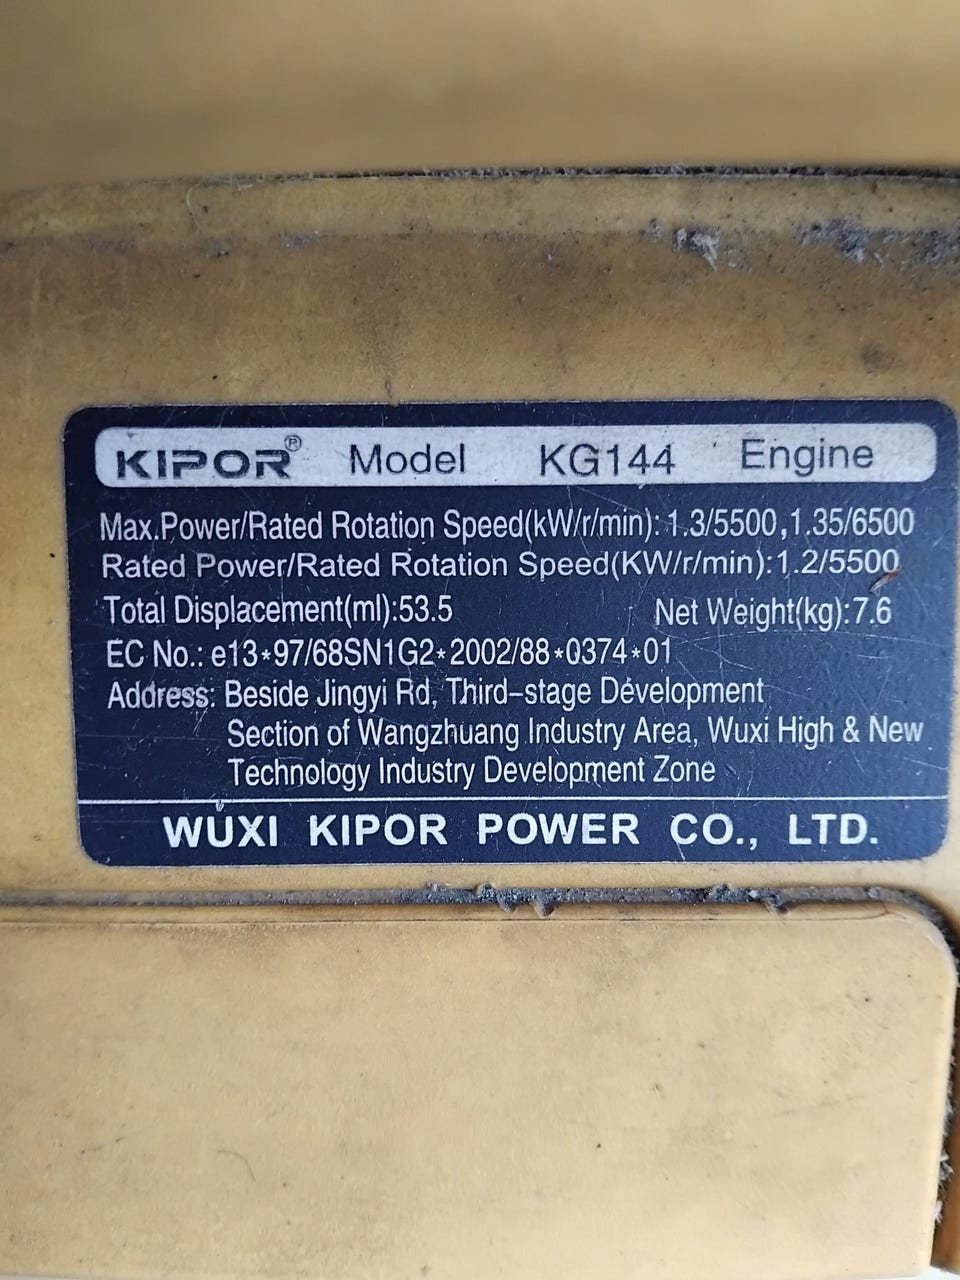 KIPOR® Model KG144 Engine
Max.Power/Rated Rotation Speed(kW/r/min): 1.3/5500,1.35/6500
Rated Power/Rated Rotation Speed(KW/r/min):1.2/5500
Total Displacement(ml):53.5 Net Weight(kg):7.6
EC No.: e13*97/68SN1G2*2002/88*0374*01
Address: Beside Jingyi Rd, Third-stage Development
Section of Wangzhuang Industry Area, Wuxi High & New
Technology Industry Development Zone
WUXI KIPOR POWER CO., LTD.